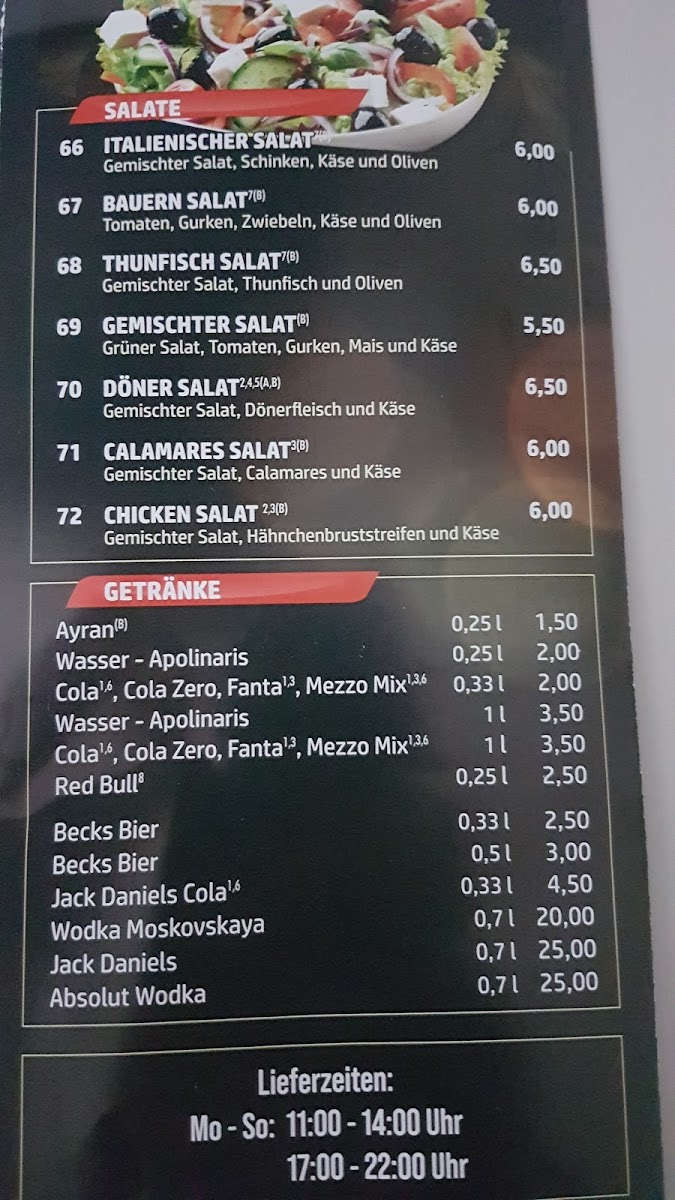 SALATE
66 ITALIENISCHER SALAT 6,00
Gemischter Salat, Schinken, Käse und Oliven
67 BAUERN SALAT7(B) 6,00
Tomaten, Gurken, Zwiebeln, Käse und Oliven
68 THUNFISCH SALAT7(B) 6,50
Gemischter Salat, Thunfisch und Oliven
69 GEMISCHTER SALAT(B) 5,50
Grüner Salat, Tomaten, Gurken, Mais und Käse
70 DÖNER SALAT2,4,5(A,B) 6,50
Gemischter Salat, Dönerfleisch und Käse
71 CALAMARES SALAT3(B) 6,00
Gemischter Salat, Calamares und Käse
72 CHICKEN SALAT 2,3(B) 6,00
Gemischter Salat, Hähnchenbruststreifen und Käse
GETRÄNKE
Ayran(B) 0,25 l 1,50
Wasser - Apolinaris 0,25 l 2,00
Cola1,6, Cola Zero, Fanta1,3, Mezzo Mix1,3,6 0,33 l 2,00
Wasser - Apolinaris 1 l 3,50
Cola1,6, Cola Zero, Fanta1,3, Mezzo Mix1,3,6 1 l 3,50
Red Bull8 0,25 l 2,50
Becks Bier 0,33 l 2,50
Becks Bier 0,5 l 3,00
Jack Daniels Cola1,6 0,33 l 4,50
Wodka Moskovskaya 0,7 l 20,00
Jack Daniels 0,7 l 25,00
Absolut Wodka 0,7 l 25,00
Lieferzeiten:
Mo - So: 11:00 - 14:00 Uhr
17:00 - 22:00 Uhr